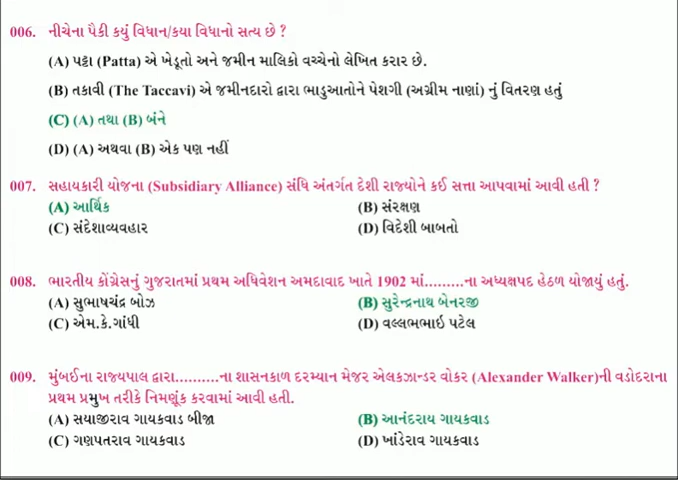 006. નીચેના પૈકી કયું વિધાન/કયા વિધાનો સત્ય છે ?
(A) પટ્ટા (Patta) એ ખેડૂતો અને જમીન માલિકો વચ્ચેનો લેખિત કરાર છે.
(B) તકાવી (The Taccavi) એ જમીનદારો દ્વારા ભાડુઆતોને પેશગી (અગ્રીમ નાણાં) નું વિતરણ હતું
(C) (A) તથા (B) બંને
(D) (A) અથવા (B) એક પણ નહીં
007. સહાયકારી યોજના (Subsidiary Alliance) સંધિ અંતર્ગત દેશી રાજ્યોને કઈ સત્તા આપવામાં આવી હતી ?
(A) આર્થિક (B) સંરક્ષણ
(C) સંદેશાવ્યવહાર (D) વિદેશી બાબતો
008. ભારતીય કોંગ્રેસનું ગુજરાતમાં પ્રથમ અધિવેશન અમદાવાદ ખાતે 1902 માં.........ના અધ્યક્ષપદ હેઠળ યોજાયું હતું.
(A) સુભાષચંદ્ર બોઝ (B) સુરેન્દ્રનાથ બેનરજી
(C) એમ.કે.ગાંધી (D) વલ્લભભાઇ પટેલ
009. મુંબઈના રાજ્યપાલ દ્વારા..........ના શાસનકાળ દરમ્યાન મેજર એલકઝાન્ડર વોકર (Alexander Walker)ની વડોદરાના
પ્રથમ પ્રમુખ તરીકે નિમણૂંક કરવામાં આવી હતી.
(A) સયાજીરાવ ગાયકવાડ બીજા (B) આનંદરાય ગાયકવાડ
(C) ગણપતરાવ ગાયકવાડ (D) ખાંડેરાવ ગાયકવાડ